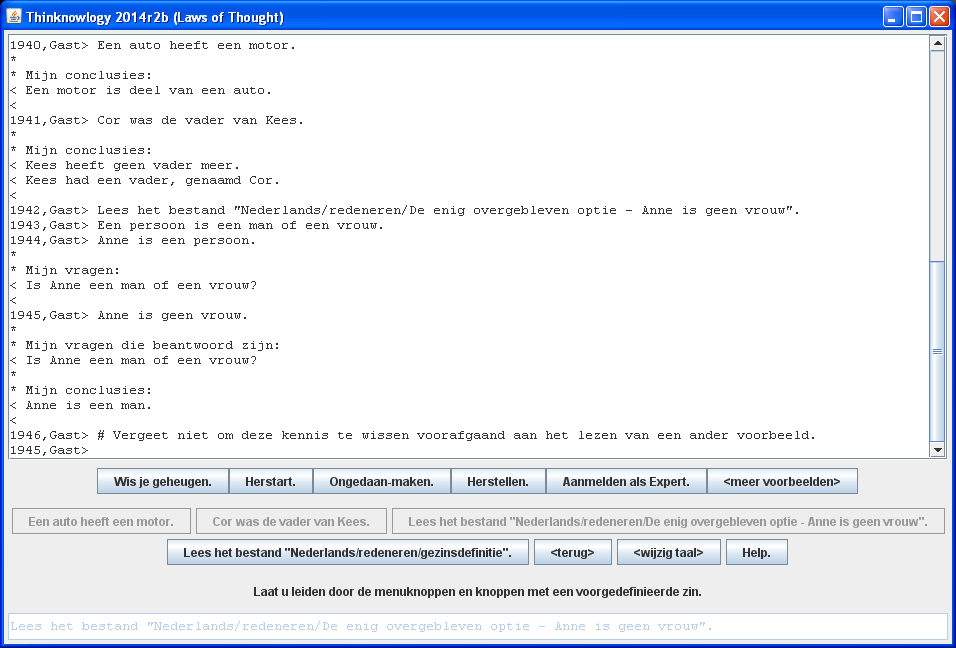 Thinknowlogy 2014r2b (Laws of Thought)
1940,Gast> Een auto heeft een motor.
*
* Mijn conclusies:
< Een motor is deel van een auto.
<
1941,Gast> Cor was de vader van Kees.
*
* Mijn conclusies:
< Kees heeft geen vader meer.
< Kees had een vader, genaamd Cor.
<
1942,Gast> Lees het bestand "Nederlands/redeneren/De enig overgebleven optie - Anne is geen vrouw".
1943,Gast> Een persoon is een man of een vrouw.
1944,Gast> Anne is een persoon.
*
* Mijn vragen:
< Is Anne een man of een vrouw?
<
1945,Gast> Anne is geen vrouw.
*
* Mijn vragen die beantwoord zijn:
< Is Anne een man of een vrouw?
*
* Mijn conclusies:
< Anne is een man.
<
1946,Gast> # Vergeet niet om deze kennis te wissen voorafgaand aan het lezen van een ander voorbeeld.
1945,Gast>
Wis je geheugen. Herstart. Ongedaan-maken. Herstellen. Aanmelden als Expert. <meer voorbeelden>
Een auto heeft een motor. Cor was de vader van Kees. Lees het bestand "Nederlands/redeneren/De enig overgebleven optie - Anne is geen vrouw".
Lees het bestand "Nederlands/redeneren/gezinsdefinitie". <terug> <wijzig taal> Help.
Laat u leiden door de menuknoppen en knoppen met een voorgedefinieerde zin.
Lees het bestand "Nederlands/redeneren/De enig overgebleven optie - Anne is geen vrouw".